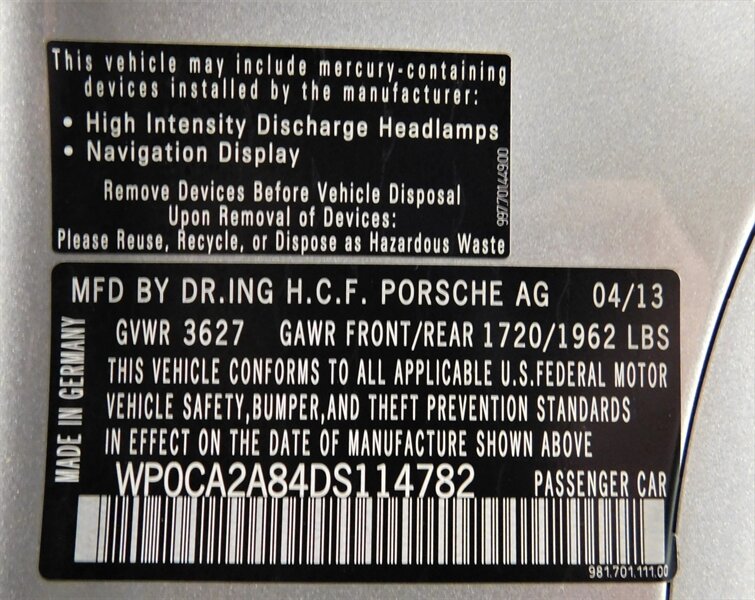 This vehicle may include mercury-containing
devices installed by the manufacturer:
• High Intensity Discharge Headlamps
• Navigation Display
Remove Devices Before Vehicle Disposal
Upon Removal of Devices:
Please Reuse, Recycle, or Dispose as Hazardous Waste
997.701.449.00
MFD BY DR.ING H.C.F. PORSCHE AG 04/13
GVWR 3627 GAWR FRONT/REAR 1720/1962 LBS
THIS VEHICLE CONFORMS TO ALL APPLICABLE U.S.FEDERAL MOTOR
VEHICLE SAFETY,BUMPER,AND THEFT PREVENTION STANDARDS
IN EFFECT ON THE DATE OF MANUFACTURE SHOWN ABOVE
MADE IN GERMANY
WP0CA2A84DS114782 PASSENGER CAR
981.701.111.00